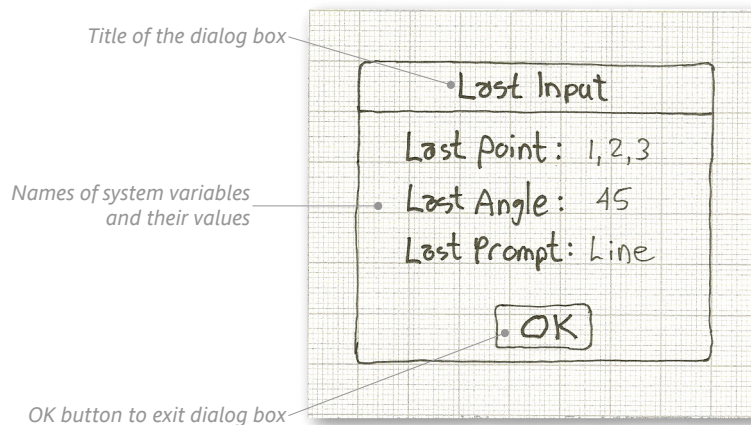 Title of the dialog box
Last Input
Last Point: 1,2,3
Names of system variables
and their values
Last Angle: 45
Last Prompt: Line
OK
OK button to exit dialog box